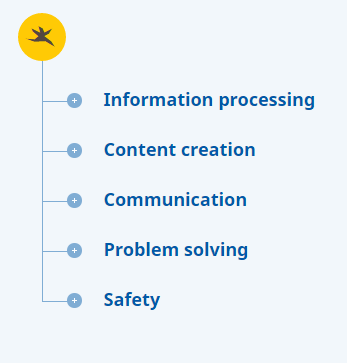 Information processing
Content creation
Communication
Problem solving
Safety